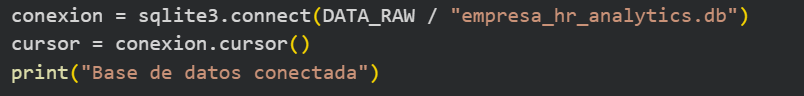 conexion = sqlite3.connect(DATA_RAW / "empresa_hr_analytics.db")
cursor = conexion.cursor()
print("Base de datos conectada")